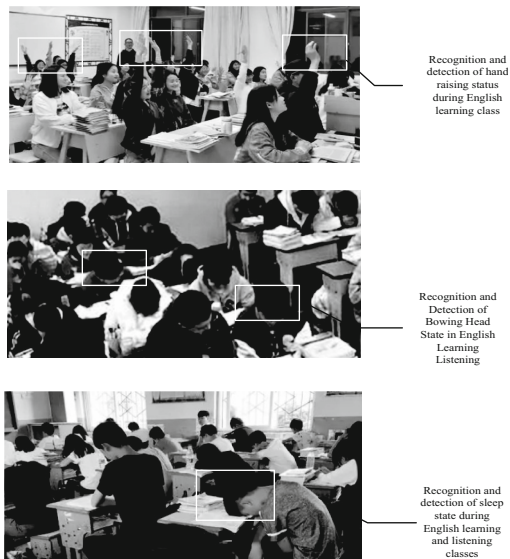 Recognition and
detection of hand
raising status
during English
learning class
Recognition and
Detection of
Bowing Head
State in English
Learning
Listening
Recognition and
detection of sleep
state during
English learning
and listening
classes